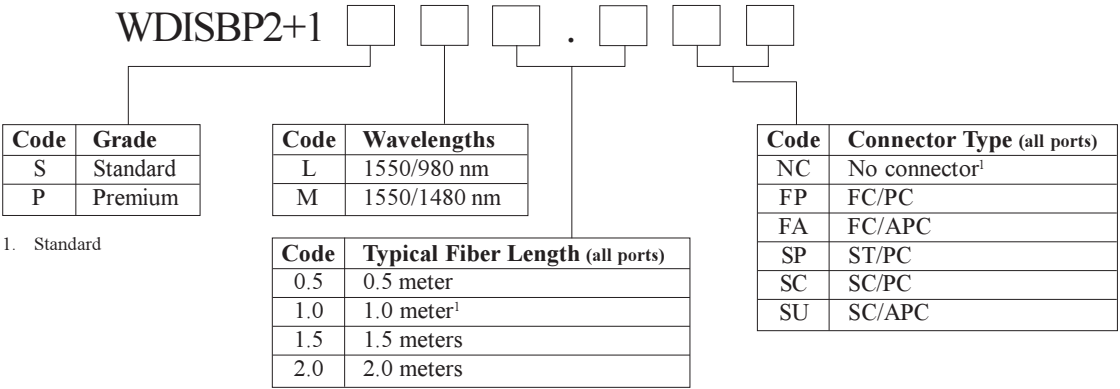 WDISBP2+1 .
Code Grade
S Standard
P Premium
1. Standard
Code Wavelengths
L 1550/980 nm
M 1550/1480 nm
Code Typical Fiber Length (all ports)
0.5 0.5 meter
1.0 1.0 meter¹
1.5 1.5 meters
2.0 2.0 meters
Code Connector Type (all ports)
NC No connector¹
FP FC/PC
FA FC/APC
SP ST/PC
SC SC/PC
SU SC/APC